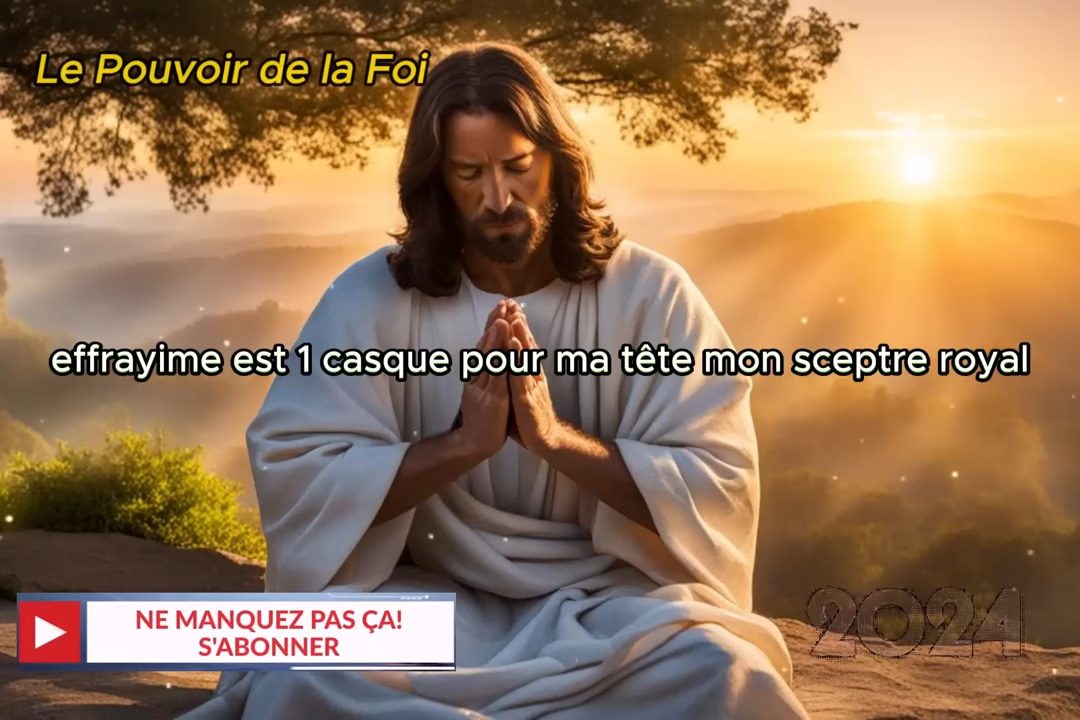 Le Pouvoir de la Foi
effrayime est 1 casque pour ma tête mon sceptre royal
NE MANQUEZ PAS ÇA!
S'ABONNER
2024